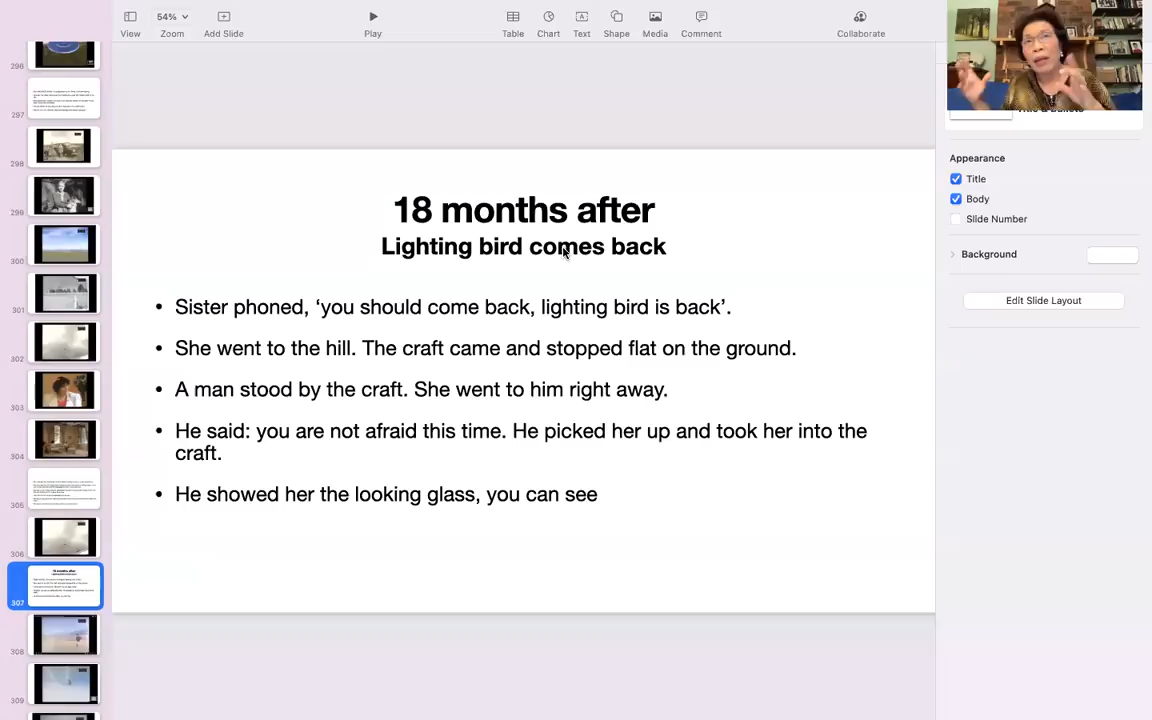 54%
View
Zoom
Add Slide
Play
Table
Chart
Text
Shape
Media
Comment
Collaborate
296
297
298
299
300
301
302
303
304
305
306
307
308
309
18 months after
Lighting bird comes back
• Sister phoned, ‘you should come back, lighting bird is back’.
• She went to the hill. The craft came and stopped flat on the ground.
• A man stood by the craft. She went to him right away.
• He said: you are not afraid this time. He picked her up and took her into the
craft.
• He showed her the looking glass, you can see
Appearance
Title
Body
Slide Number
Background
Edit Slide Layout